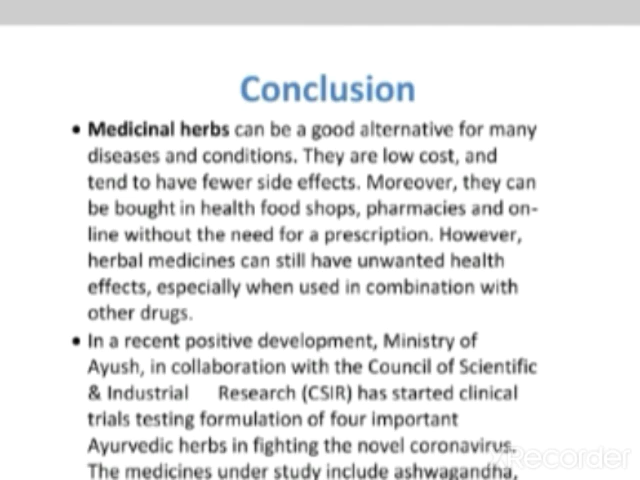 Conclusion
• Medicinal herbs can be a good alternative for many
diseases and conditions. They are low cost, and
tend to have fewer side effects. Moreover, they can
be bought in health food shops, pharmacies and on-
line without the need for a prescription. However,
herbal medicines can still have unwanted health
effects, especially when used in combination with
other drugs.
• In a recent positive development, Ministry of
Ayush, in collaboration with the Council of Scientific
& Industrial Research (CSIR) has started clinical
trials testing formulation of four important
Ayurvedic herbs in fighting the novel coronavirus.
The medicines under study include ashwagandha,
Recorder